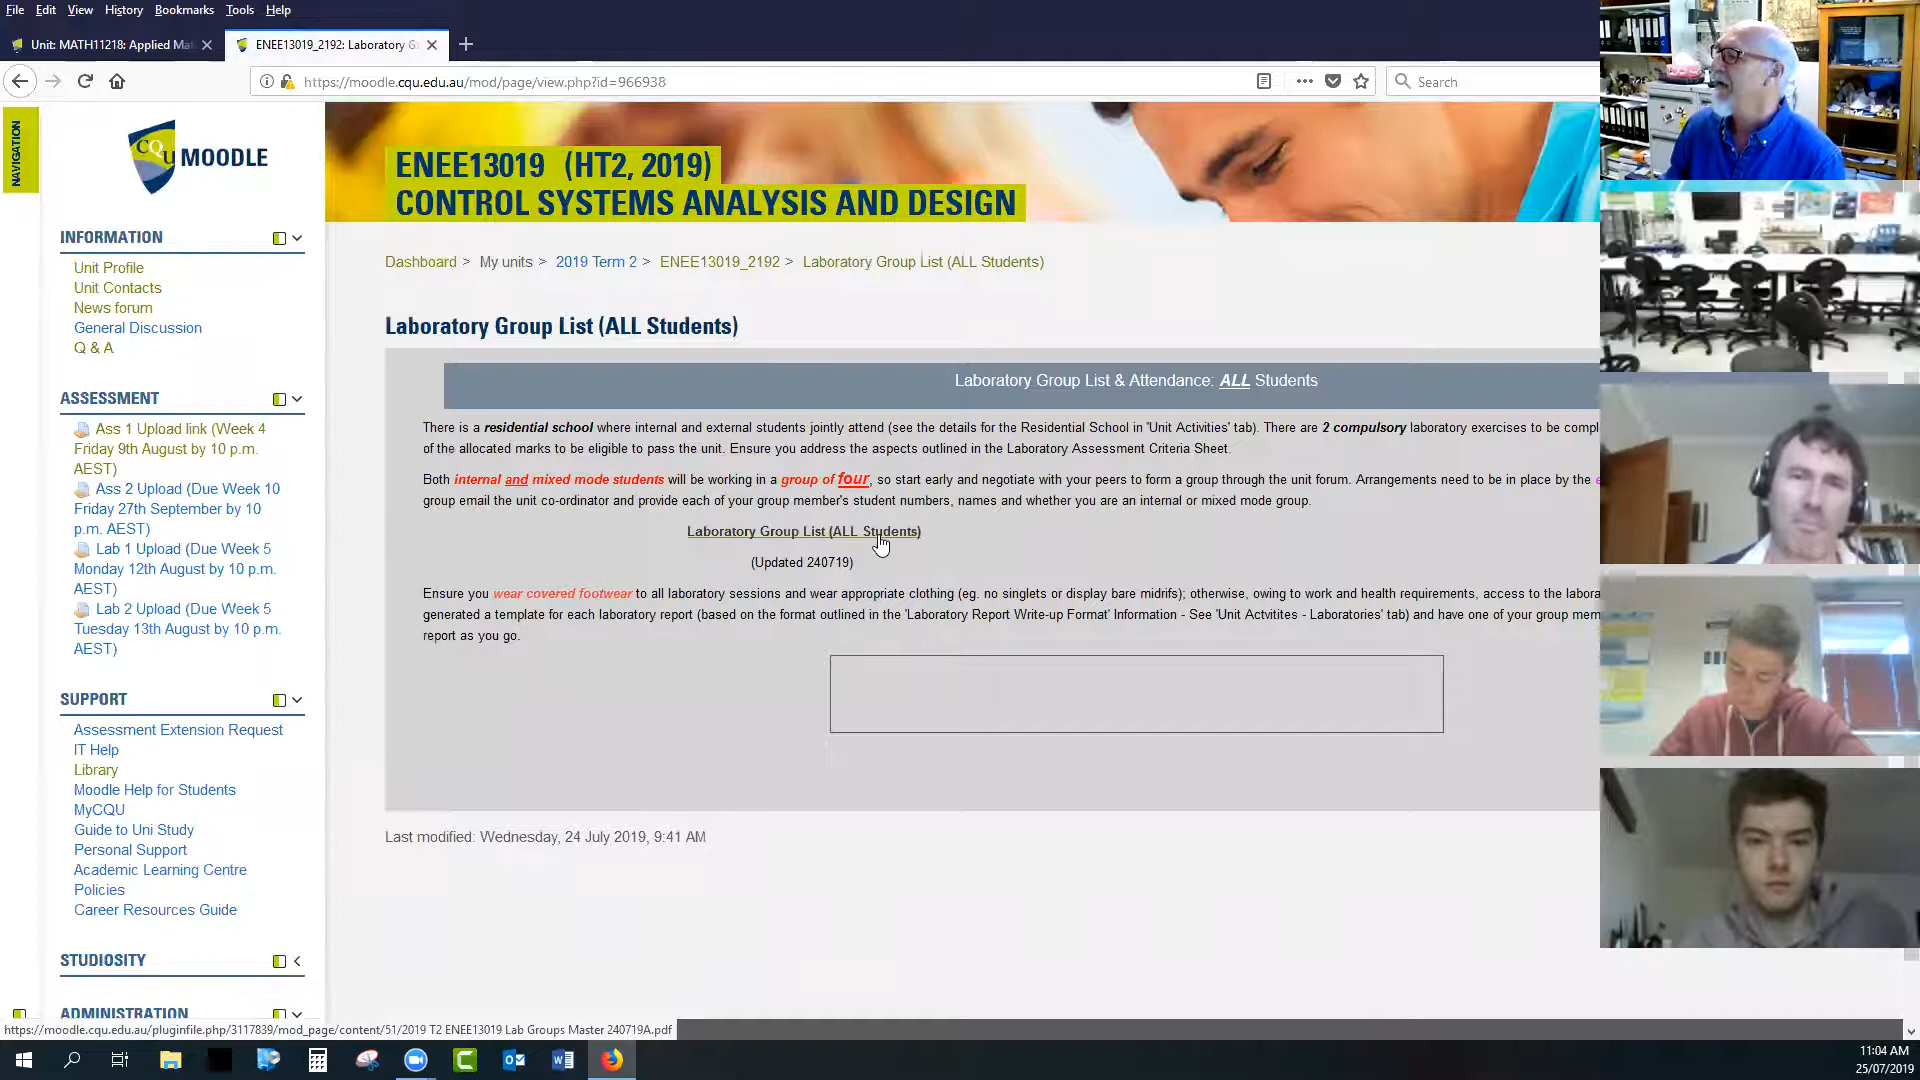 File Edit View History Bookmarks Tools Help
Unit: MATH11218: Applied Mat
ENEE13019_2192: Laboratory G
https://moodle.cqu.edu.au/mod/page/view.php?id=966938
Search
NAVIGATION
CQU MOODLE
ENEE13019 (HT2, 2019)
CONTROL SYSTEMS ANALYSIS AND DESIGN
INFORMATION
Unit Profile
Unit Contacts
News forum
General Discussion
Q & A
ASSESSMENT
Ass 1 Upload link (Week 4
Friday 9th August by 10 p.m.
AEST)
Ass 2 Upload (Due Week 10
Friday 27th September by 10
p.m. AEST)
Lab 1 Upload (Due Week 5
Monday 12th August by 10 p.m.
AEST)
Lab 2 Upload (Due Week 5
Tuesday 13th August by 10 p.m.
AEST)
SUPPORT
Assessment Extension Request
IT Help
Library
Moodle Help for Students
MyCQU
Guide to Uni Study
Personal Support
Academic Learning Centre
Policies
Career Resources Guide
STUDIOSITY
ADMINISTRATION
Dashboard > My units > 2019 Term 2 > ENEE13019_2192 > Laboratory Group List (ALL Students)
Laboratory Group List (ALL Students)
Laboratory Group List & Attendance: ALL Students
There is a residential school where internal and external students jointly attend (see the details for the Residential School in 'Unit Activities' tab). There are 2 compulsory laboratory exercises to be compl
of the allocated marks to be eligible to pass the unit. Ensure you address the aspects outlined in the Laboratory Assessment Criteria Sheet.
Both internal and mixed mode students will be working in a group of four, so start early and negotiate with your peers to form a group through the unit forum. Arrangements need to be in place by the e
group email the unit co-ordinator and provide each of your group member's student numbers, names and whether you are an internal or mixed mode group.
Laboratory Group List (ALL Students)
(Updated 240719)
Ensure you wear covered footwear to all laboratory sessions and wear appropriate clothing (eg. no singlets or display bare midrifs); otherwise, owing to work and health requirements, access to the labora
generated a template for each laboratory report (based on the format outlined in the 'Laboratory Report Write-up Format' Information - See 'Unit Actvitites - Laboratories' tab) and have one of your group mem
report as you go.
Last modified: Wednesday, 24 July 2019, 9:41 AM
https://moodle.cqu.edu.au/pluginfile.php/3117839/mod_page/content/51/2019 T2 ENEE13019 Lab Groups Master 240719A.pdf
11:04 AM
25/07/2019